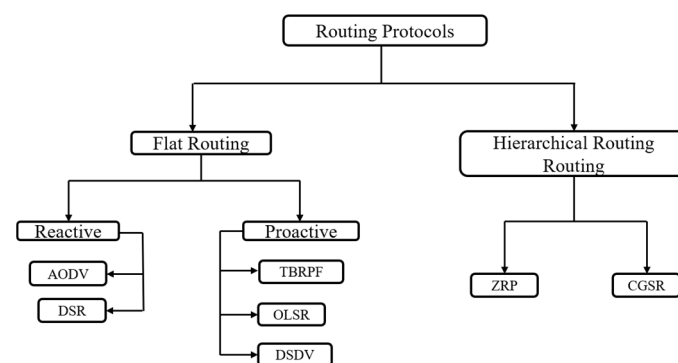 Routing Protocols
Flat Routing
Hierarchical Routing
Routing
Reactive
Proactive
AODV
TBRPF
ZRP
CGSR
DSR
OLSR
DSDV